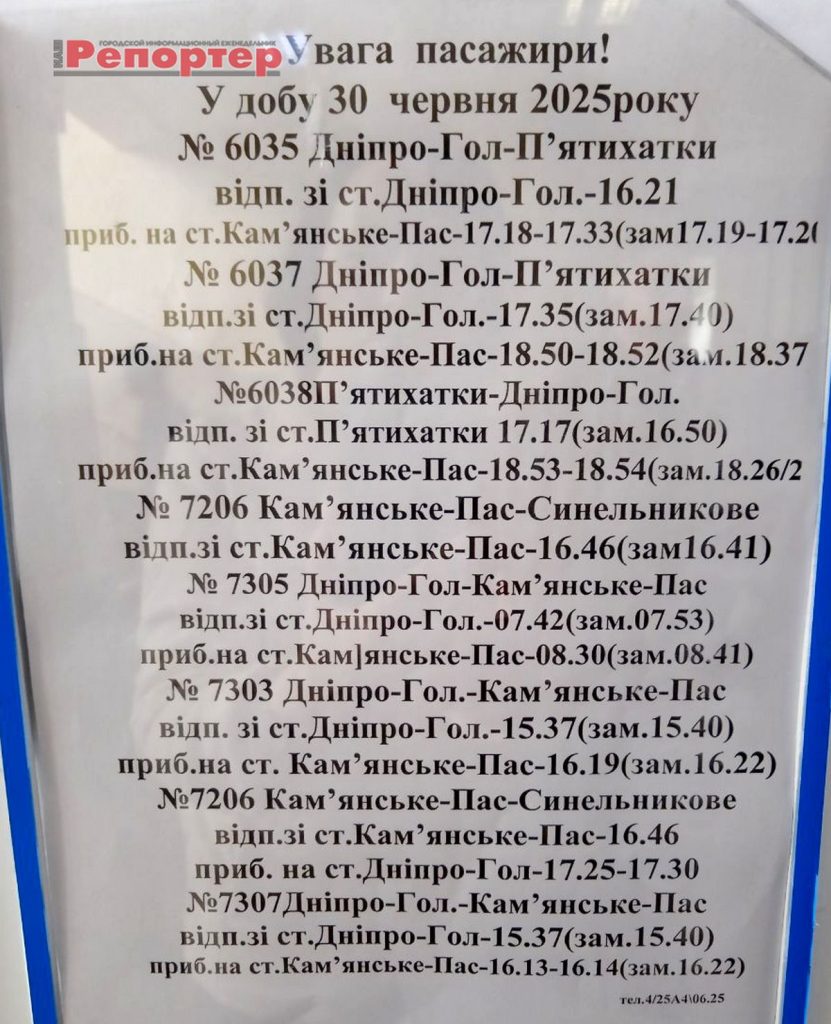 НАШ Репортер
ГОРОДСКОЙ ИНФОРМАЦИОННЫЙ ЕЖЕНЕДЕЛЬНИК
Увага пасажири!
У добу 30 червня 2025року
№ 6035 Дніпро-Гол-П’ятихатки
відп. зі ст.Дніпро-Гол.-16.21
приб. на ст.Кам’янське-Пас-17.18-17.33(зам17.19-17.20
№ 6037 Дніпро-Гол-П’ятихатки
відп.зі ст.Дніпро-Гол.-17.35(зам.17.40)
приб.на ст.Кам’янське-Пас-18.50-18.52(зам.18.37
№6038П’ятихатки-Дніпро-Гол.
відп. зі ст.П’ятихатки 17.17(зам.16.50)
приб.на ст.Кам’янське-Пас-18.53-18.54(зам.18.26/2
№ 7206 Кам’янське-Пас-Синельникове
відп.зі ст.Кам’янське-Пас-16.46(зам16.41)
№ 7305 Дніпро-Гол-Кам’янське-Пас
відп.зі ст.Дніпро-Гол.-07.42(зам.07.53)
приб.на ст.Кам]янське-Пас-08.30(зам.08.41)
№ 7303 Дніпро-Гол.-Кам’янське-Пас
відп. зі ст.Дніпро-Гол.-15.37(зам.15.40)
приб.на ст. Кам’янське-Пас-16.19(зам.16.22)
№7206 Кам’янське-Пас-Синельникове
відп.зі ст.Кам’янське-Пас-16.46
приб. на ст.Дніпро-Гол-17.25-17.30
№7307Дніпро-Гол.-Кам’янське-Пас
відп.зі ст.Дніпро-Гол-15.37(зам.15.40)
приб.на ст.Кам’янське-Пас-16.13-16.14(зам.16.22)
тел.4/25А4\06.25